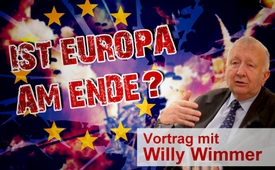 IST EUROPA
AM ENDE?
Vortrag mit
Willy Wimmer